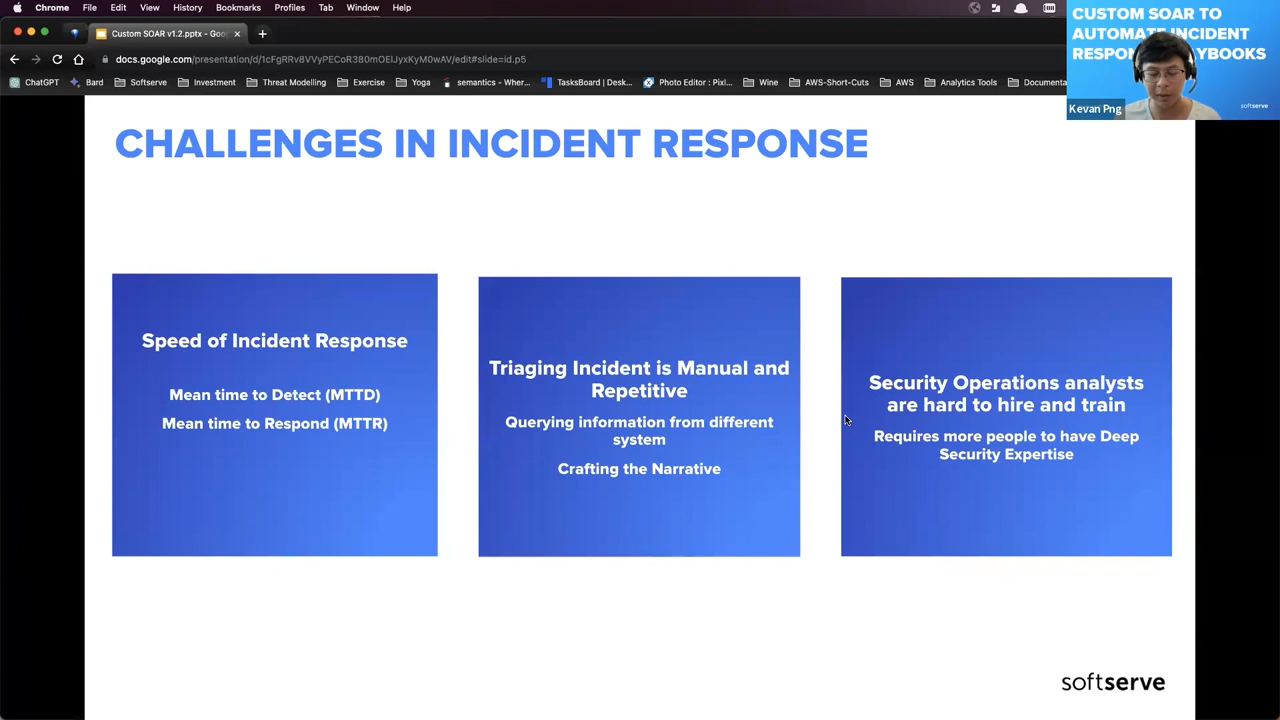 Chrome File Edit View History Bookmarks Profiles Tab Window Help
Custom SOAR v1.2.pptx - Goo
docs.google.com/presentation/d/1cFgRRv8VVyPECoR380mOEIJyxKyM0wAV/edit#slide=id.p5
ChatGPT Bard Softserve Investment Threat Modelling Exercise Yoga semantics - Wher... TasksBoard | Desk... Photo Editor : Pixl... Wine AWS-Short-Cuts AWS Analytics Tools Documenta
CUSTOM SOAR TO
AUTOMATE INCIDENT
Kevan Png
softserve
CHALLENGES IN INCIDENT RESPONSE
Speed of Incident Response
Mean time to Detect (MTTD)
Mean time to Respond (MTTR)
Triaging Incident is Manual and
Repetitive
Querying information from different
system
Crafting the Narrative
Security Operations analysts
are hard to hire and train
Requires more people to have Deep
Security Expertise
softserve